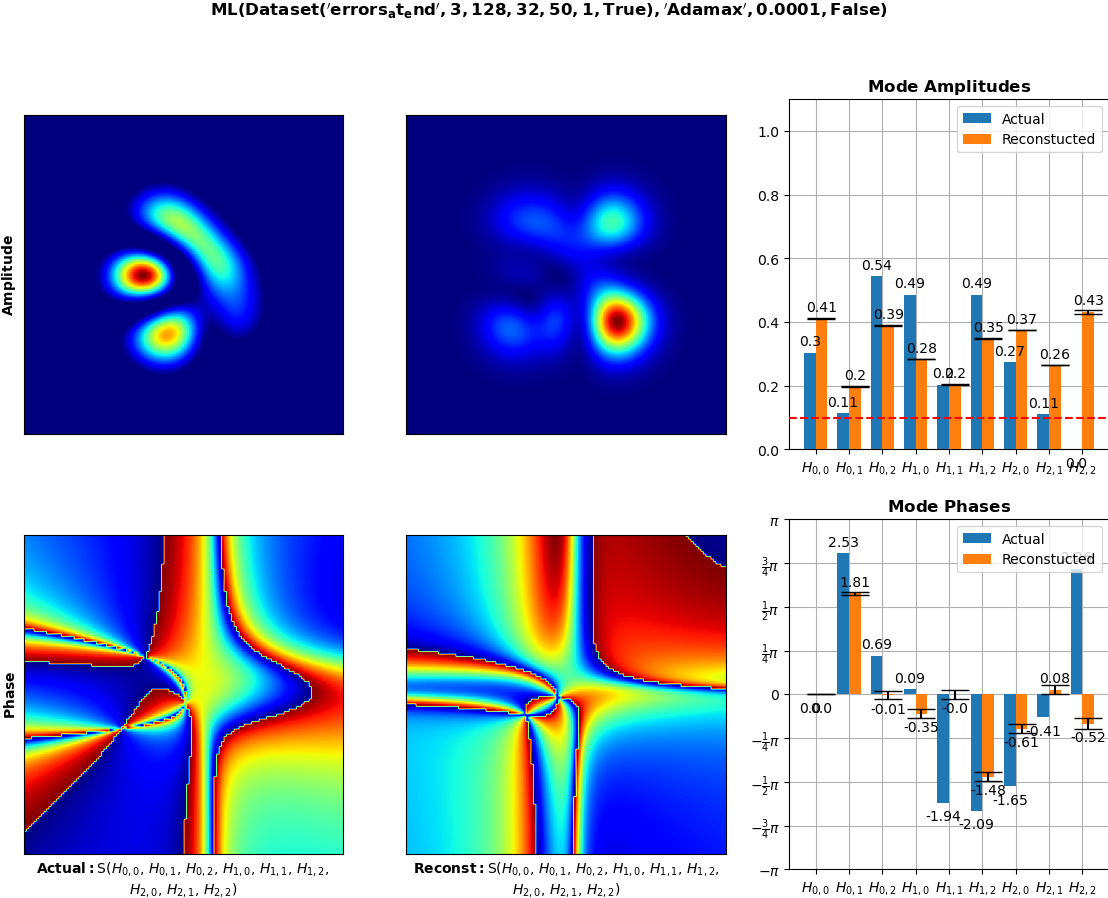 ML(Dataset('errors_at_end', 3, 128, 32, 50, 1, True), 'Adamax', 0.0001, False)
Amplitude
Mode Amplitudes
Actual
Reconstucted
1.0
0.8
0.6
0.4
0.2
0.0
0.3
0.41
0.11
0.2
0.54
0.39
0.49
0.28
0.2
0.2
0.49
0.35
0.27
0.37
0.11
0.26
0.0
0.43
H0,0 H0,1 H0,2 H1,0 H1,1 H1,2 H2,0 H2,1 H2,2
Phase
Actual: S(H0,0, H0,1, H0,2, H1,0, H1,1, H1,2,
H2,0, H2,1, H2,2)
Reconst: S(H0,0, H0,1, H0,2, H1,0, H1,1, H1,2,
H2,0, H2,1, H2,2)
Mode Phases
Actual
Reconstucted
π
3/4π
1/2π
1/4π
0
−1/4π
−1/2π
−3/4π
−π
0.0
0.0
2.53
1.81
0.69
-0.01
0.09
-0.35
-1.94
-0.0
-2.09
-1.48
-1.65
-0.61
-0.41
0.08
-0.52
H0,0 H0,1 H0,2 H1,0 H1,1 H1,2 H2,0 H2,1 H2,2